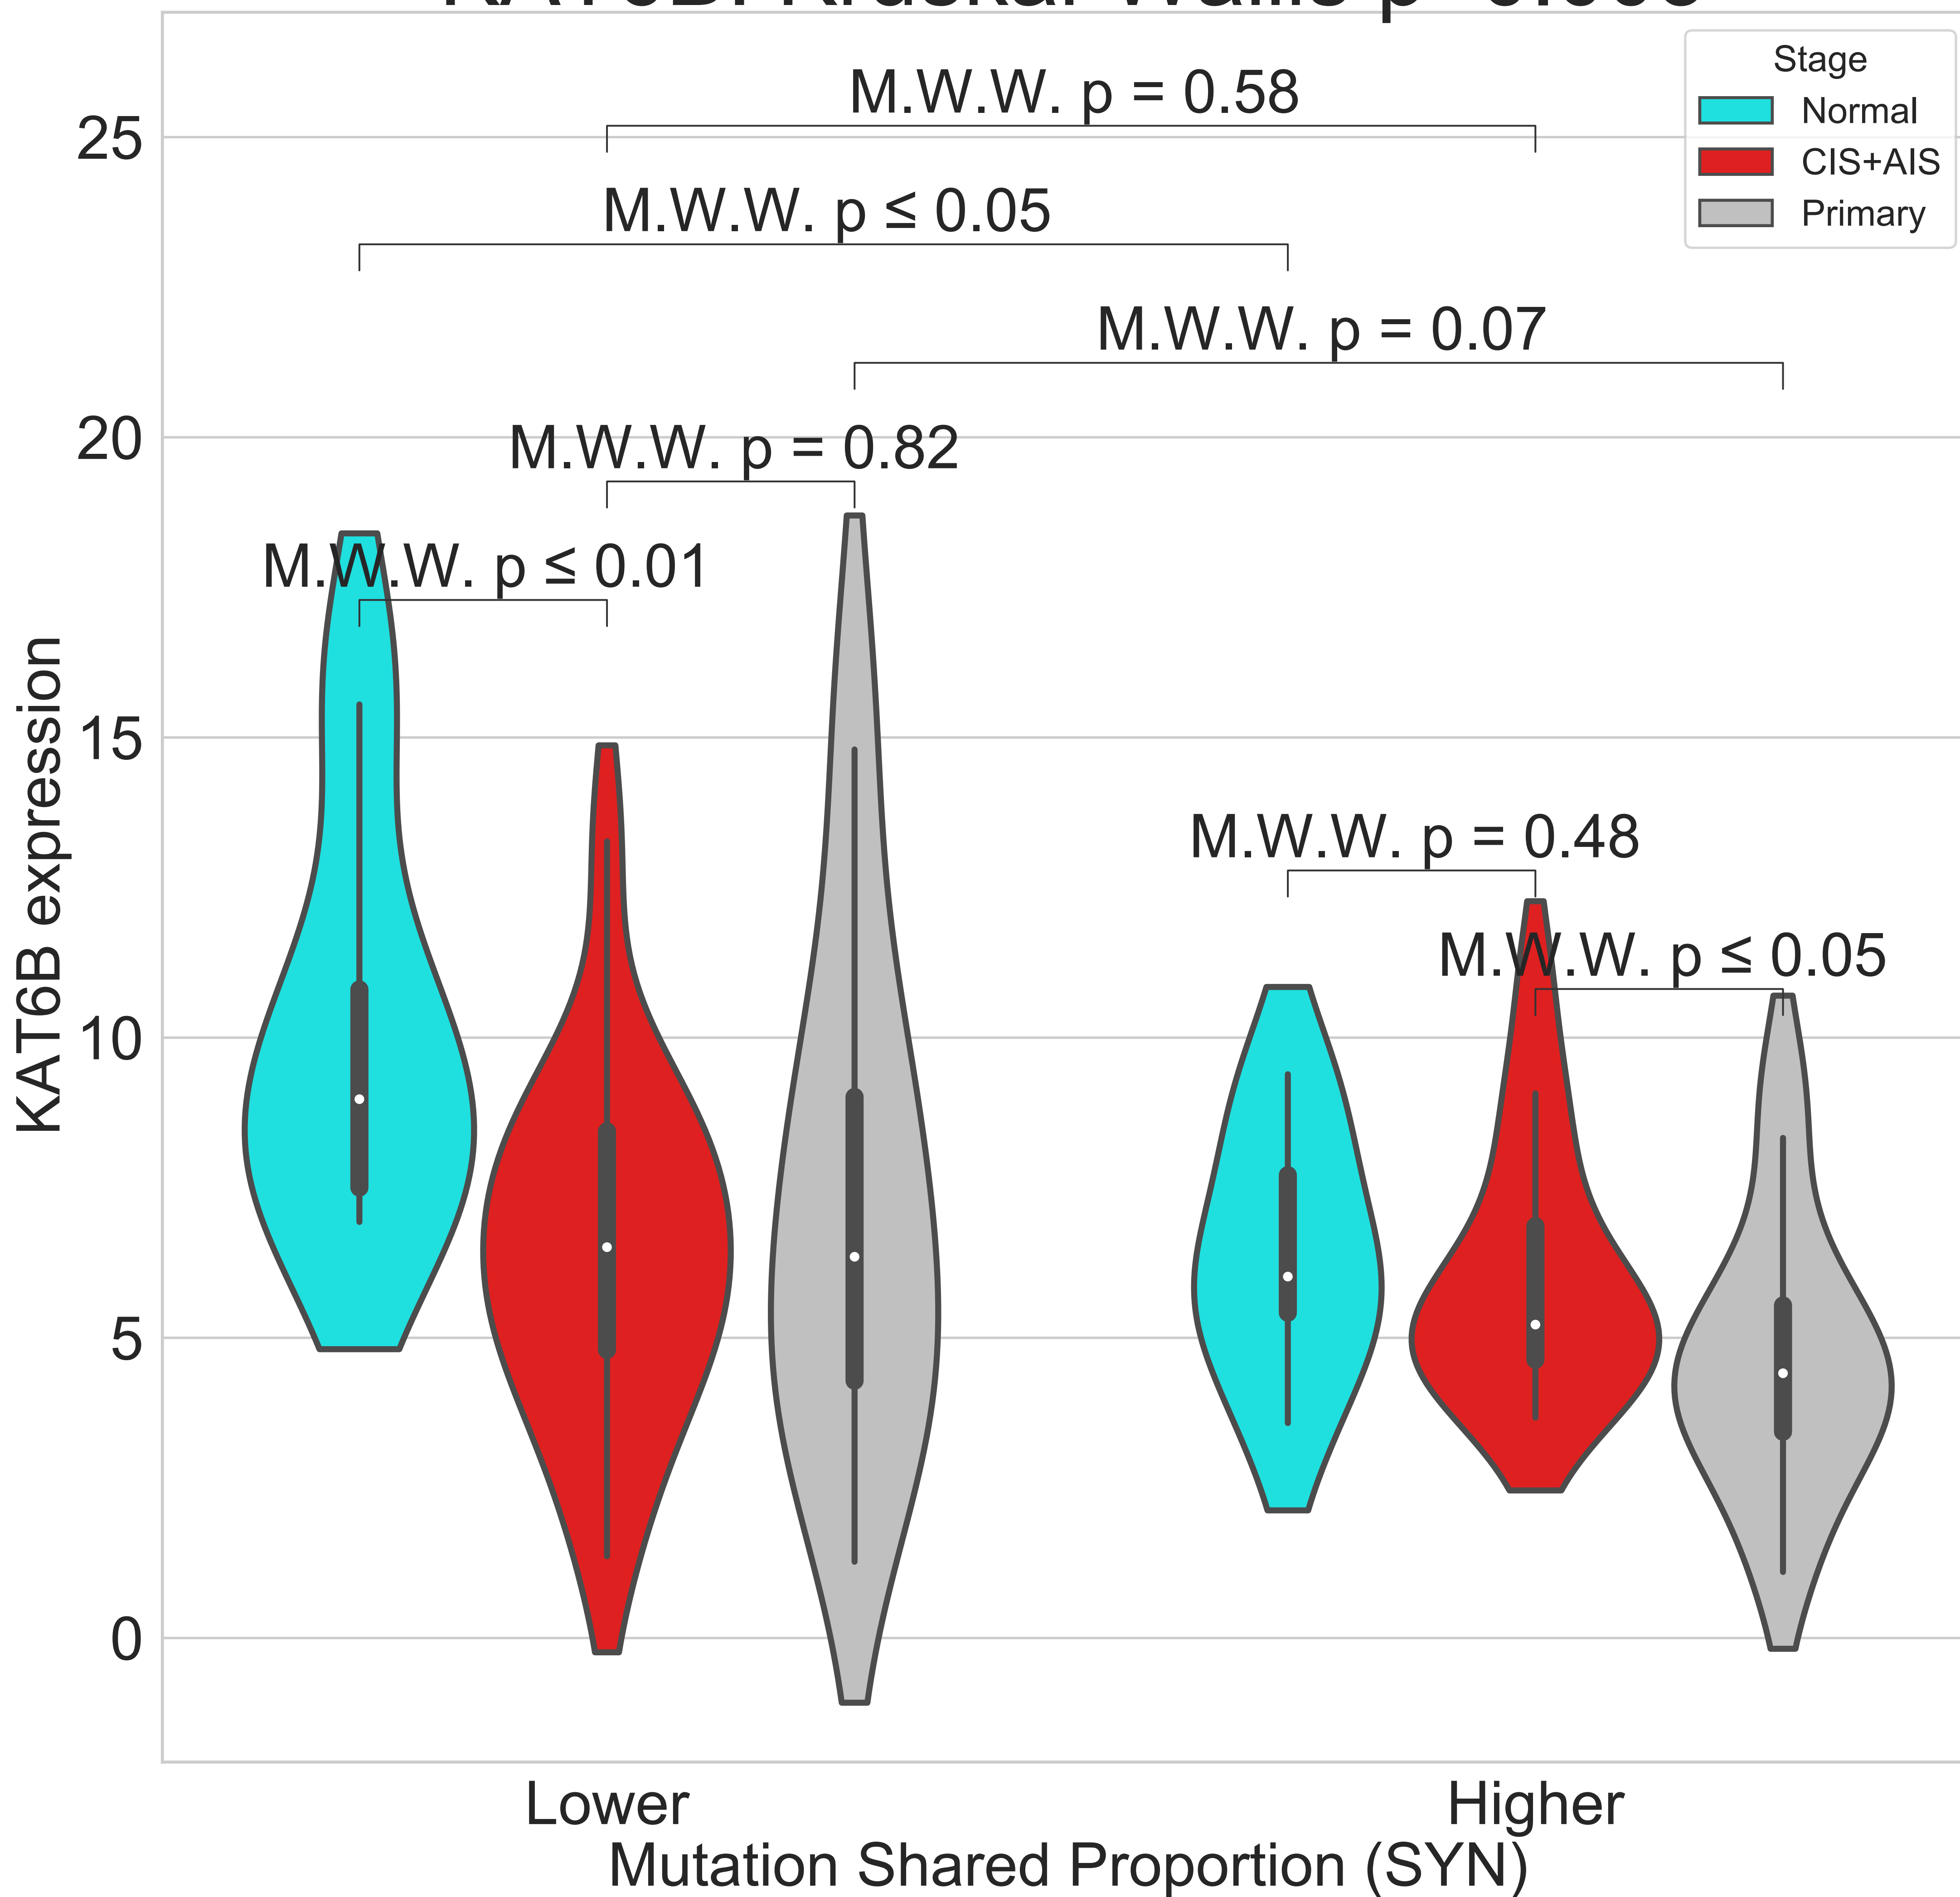 Stage
Normal
CIS+AIS
Primary
M.W.W. p = 0.58
M.W.W. p ≤ 0.05
M.W.W. p = 0.07
M.W.W. p = 0.82
M.W.W. p ≤ 0.01
M.W.W. p = 0.48
M.W.W. p ≤ 0.05
25
20
15
10
5
0
KAT6B expression
Lower
Higher
Mutation Shared Proportion (SYN)